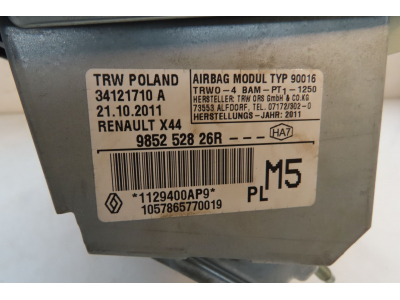 TRW POLAND
34121710 A
21.10.2011
RENAULT X44
AIRBAG MODUL TYP 90016
TRWO-4 BAM-PT1-1250
HERSTELLER: TRW ORS GmbH & CO.KG
73553 ALFDORF, TEL. 07172/302-0
HERSTELLUNGS-JAHR: 2011
9852 528 26R---
HA7
M5
PL
*1129400AP9*
1057865770019